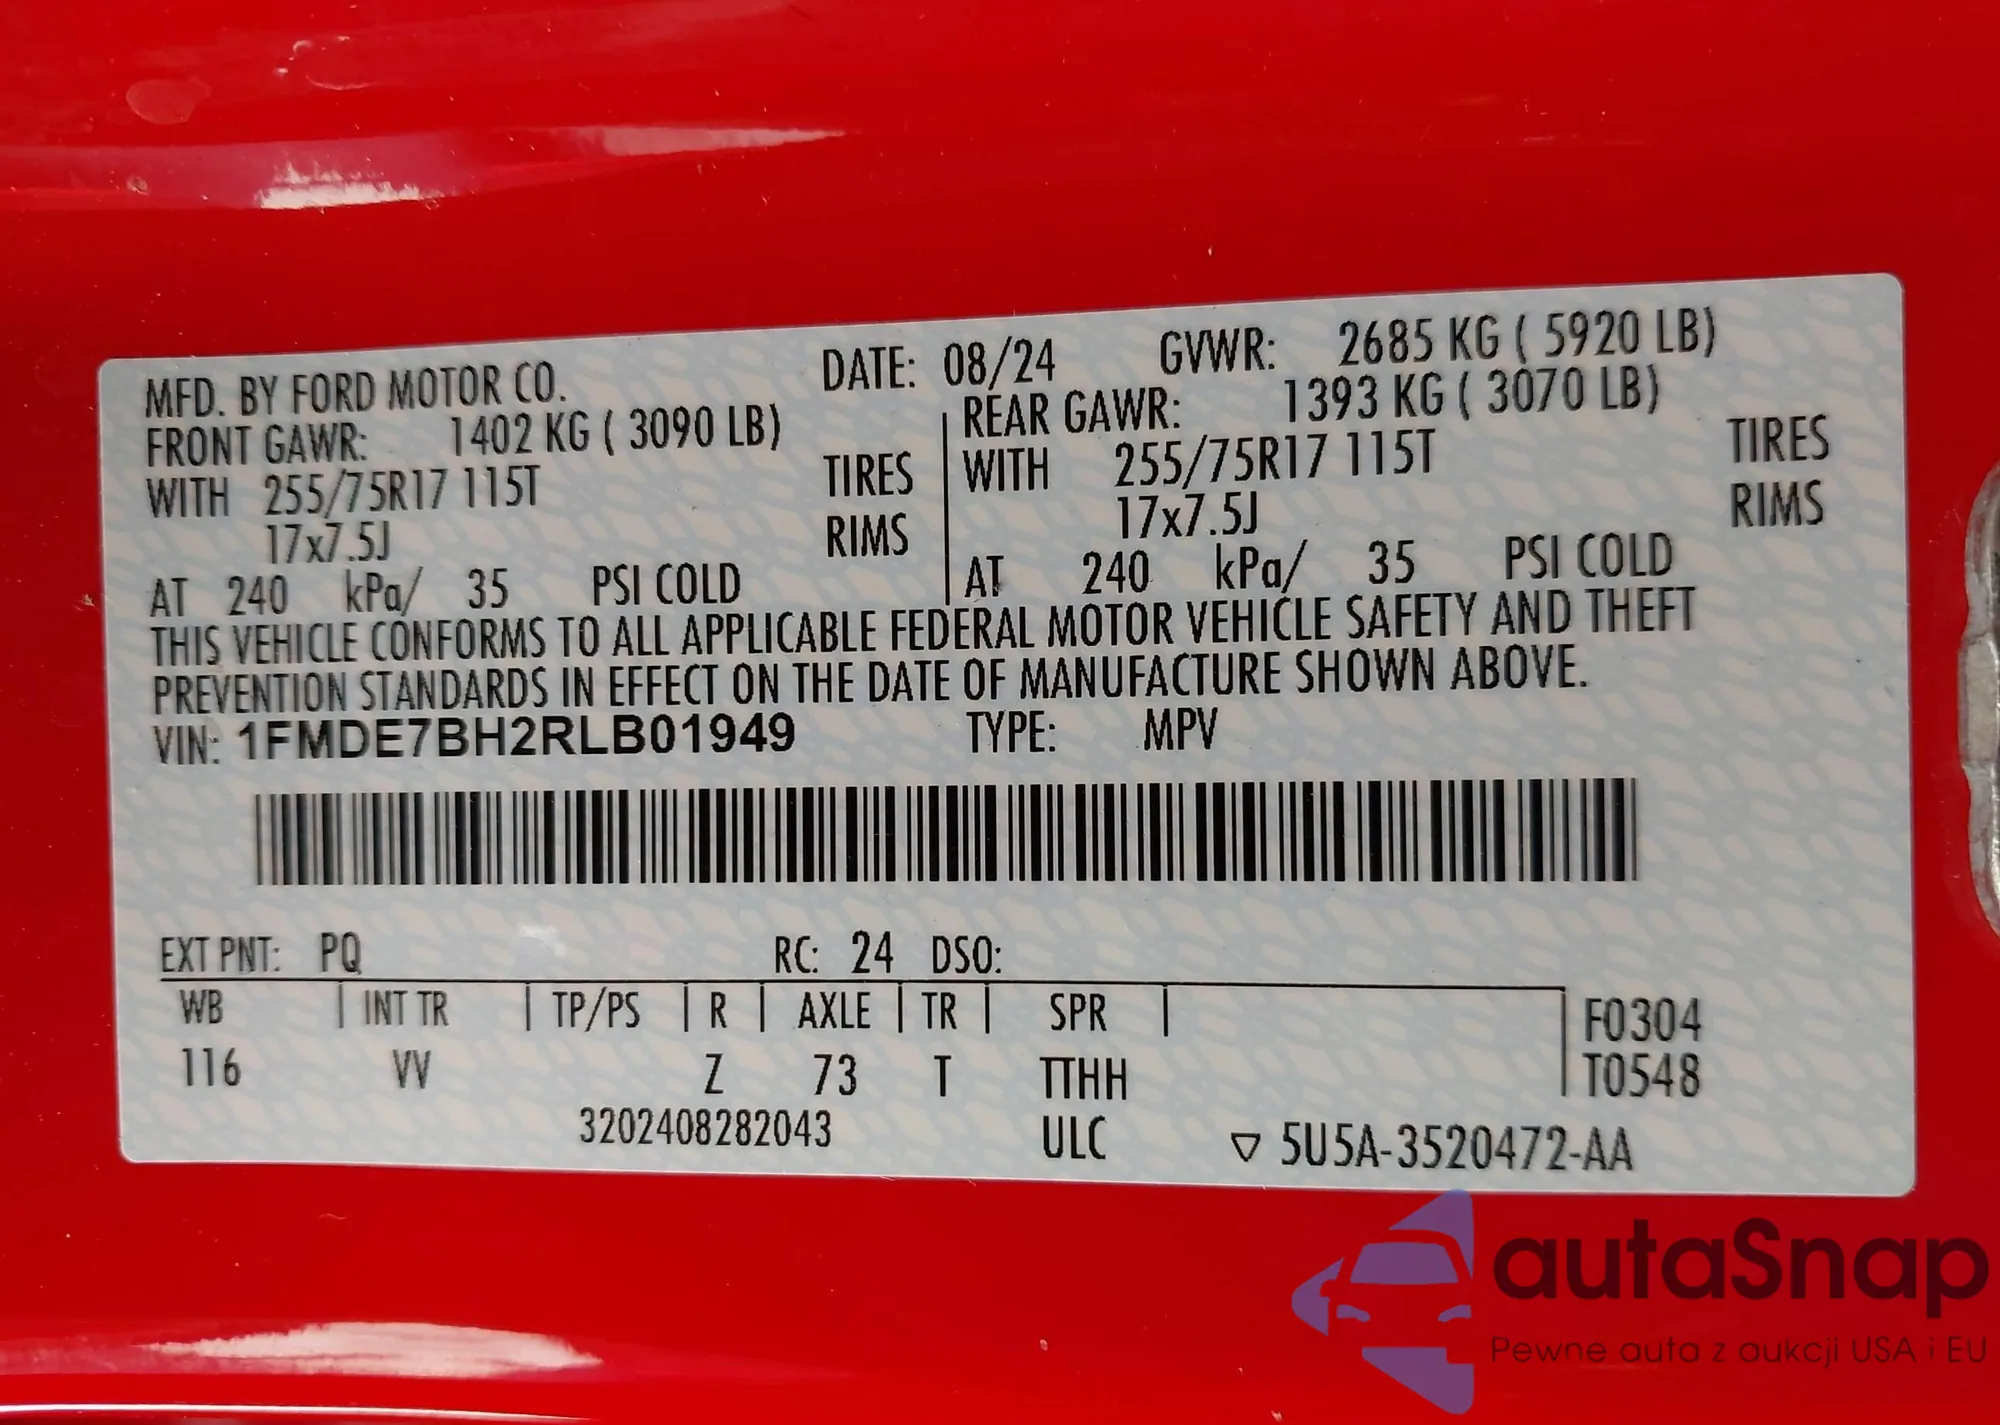 MFD. BY FORD MOTOR CO. DATE: 08/24 GVWR: 2685 KG ( 5920 LB)
FRONT GAWR: 1402 KG ( 3090 LB) REAR GAWR: 1393 KG ( 3070 LB)
WITH 255/75R17 115T TIRES WITH 255/75R17 115T TIRES
17x7.5J RIMS 17x7.5J RIMS
AT 240 kPa/ 35 PSI COLD AT 240 kPa/ 35 PSI COLD
THIS VEHICLE CONFORMS TO ALL APPLICABLE FEDERAL MOTOR VEHICLE SAFETY AND THEFT
PREVENTION STANDARDS IN EFFECT ON THE DATE OF MANUFACTURE SHOWN ABOVE.
VIN: 1FMDE7BH2RLB01949 TYPE: MPV
EXT PNT: PQ RC: 24 DSO:
WB INT TR TP/PS R AXLE TR SPR F0304
116 VV Z 73 T TTHH T0548
3202408282043 ULC ▽ 5U5A-3520472-AA
autaSnap
Pewne auta z aukcji USA i EU